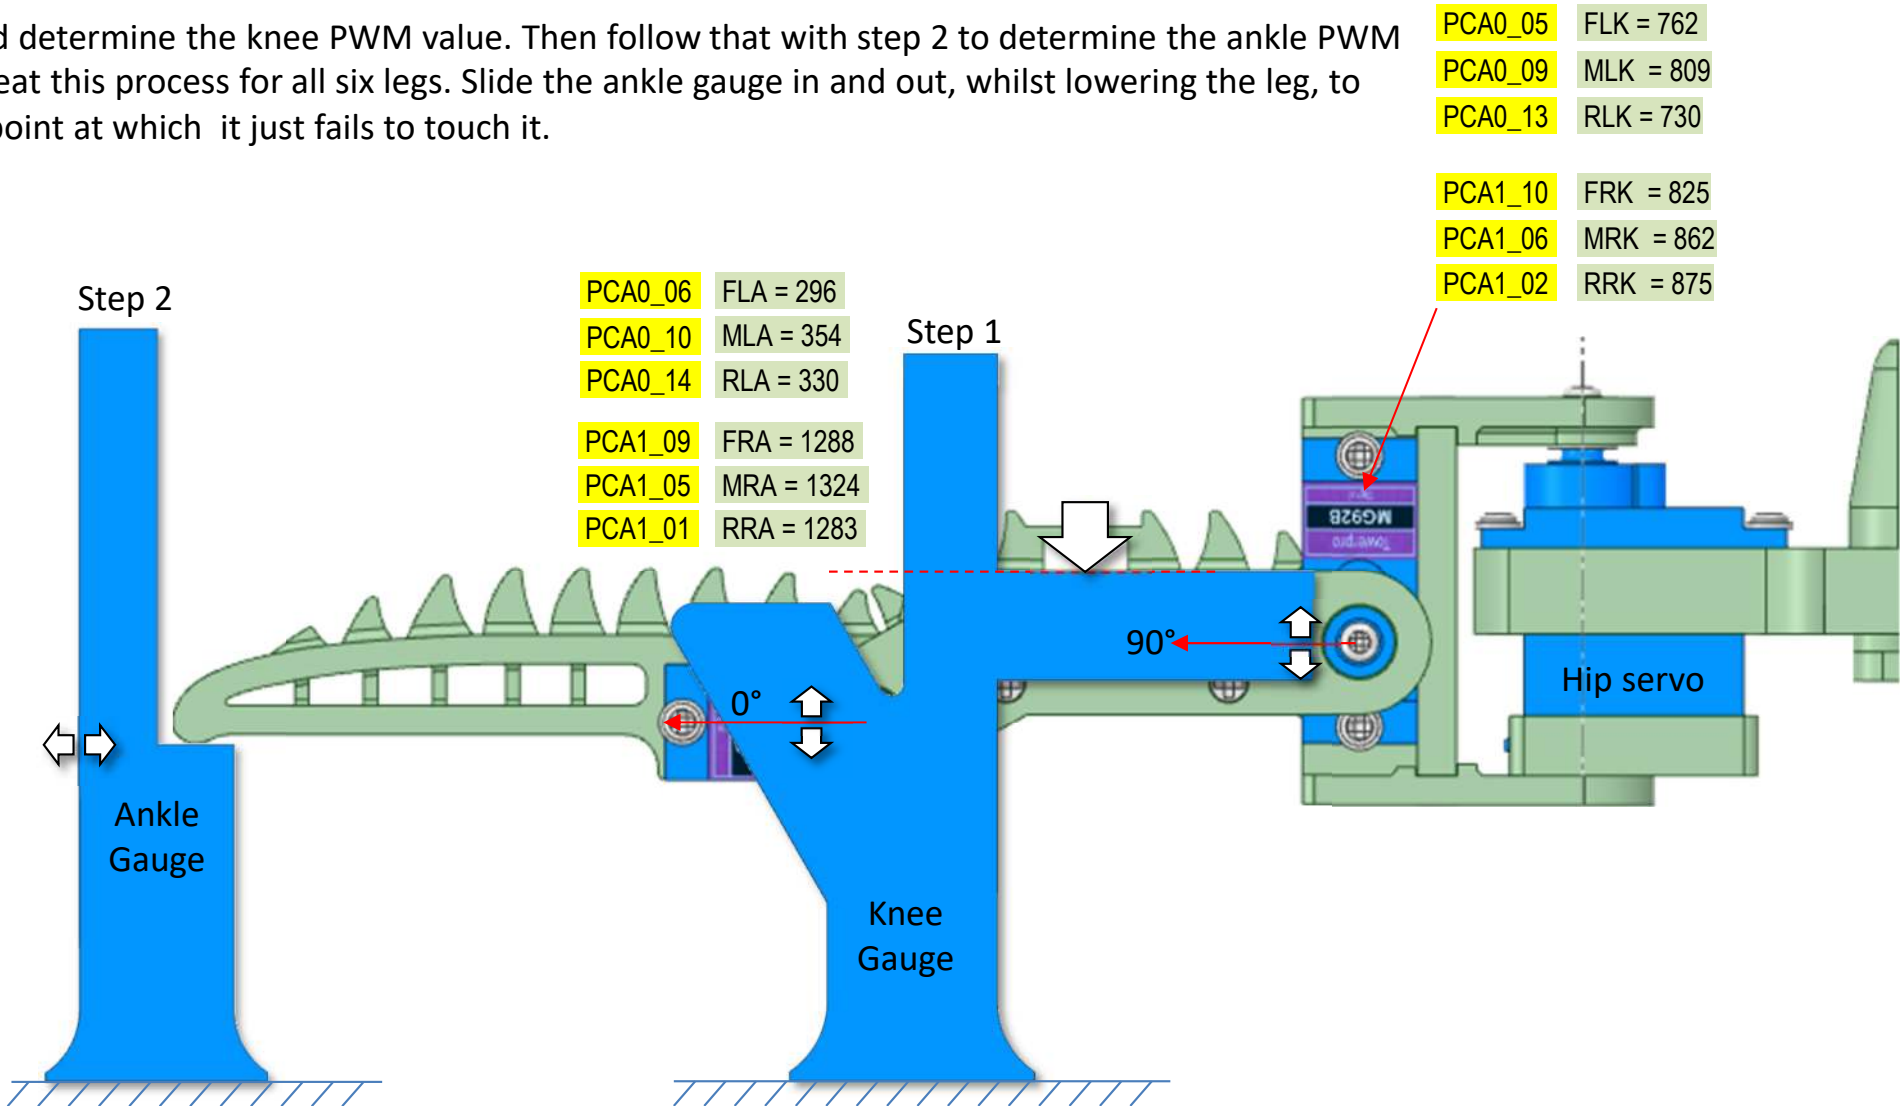 d determine the knee PWM value. Then follow that with step 2 to determine the ankle PWM
eat this process for all six legs. Slide the ankle gauge in and out, whilst lowering the leg, to
point at which it just fails to touch it.
PCA0_05 FLK = 762
PCA0_09 MLK = 809
PCA0_13 RLK = 730
PCA1_10 FRK = 825
PCA1_06 MRK = 862
PCA1_02 RRK = 875
Step 2
PCA0_06 FLA = 296
PCA0_10 MLA = 354
PCA0_14 RLA = 330
PCA1_09 FRA = 1288
PCA1_05 MRA = 1324
PCA1_01 RRA = 1283
Step 1
MG92B
Towerpro
90°
0°
Hip servo
Ankle
Gauge
Knee
Gauge